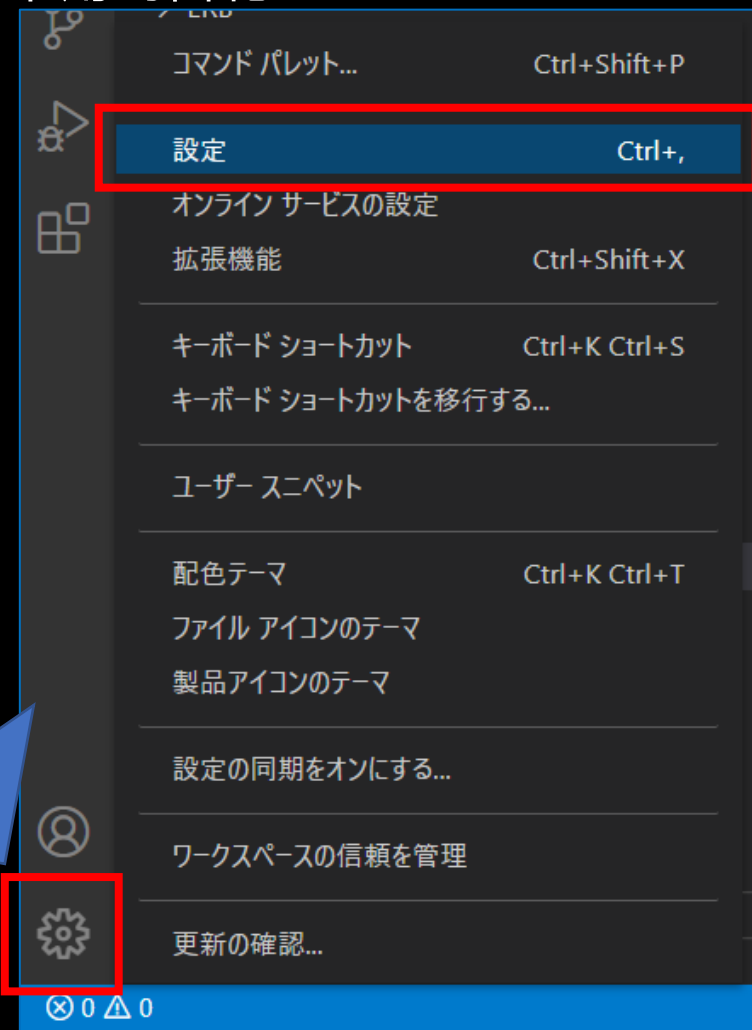 コマンド パレット... Ctrl+Shift+P
設定 Ctrl+,
オンライン サービスの設定
拡張機能 Ctrl+Shift+X
キーボード ショートカット Ctrl+K Ctrl+S
キーボード ショートカットを移行する...
ユーザー スニペット
配色テーマ Ctrl+K Ctrl+T
ファイル アイコンのテーマ
製品アイコンのテーマ
設定の同期をオンにする...
ワークスペースの信頼を管理
更新の確認...
0 0